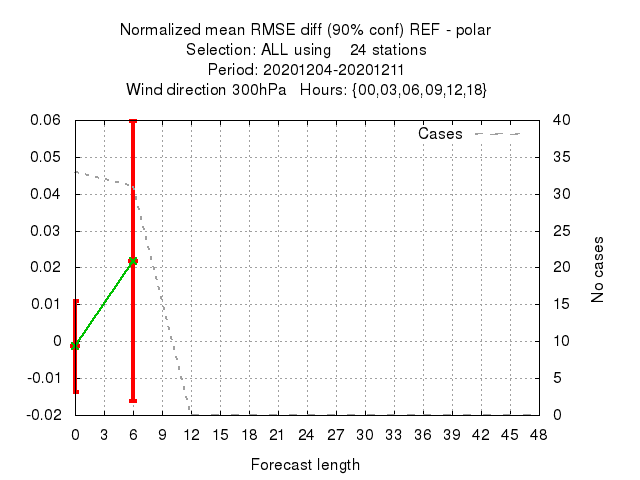 Normalized mean RMSE diff (90% conf) REF - polar
Selection: ALL using    24 stations
Period: 20201204-20201211
Wind direction 300hPa   Hours: {00,03,06,09,12,18}
Cases
0.06
0.05
0.04
0.03
0.02
0.01
0
-0.01
-0.02
40
35
30
25
20
15
10
5
0
No cases
0 3 6 9 12 15 18 21 24 27 30 33 36 39 42 45 48
Forecast length